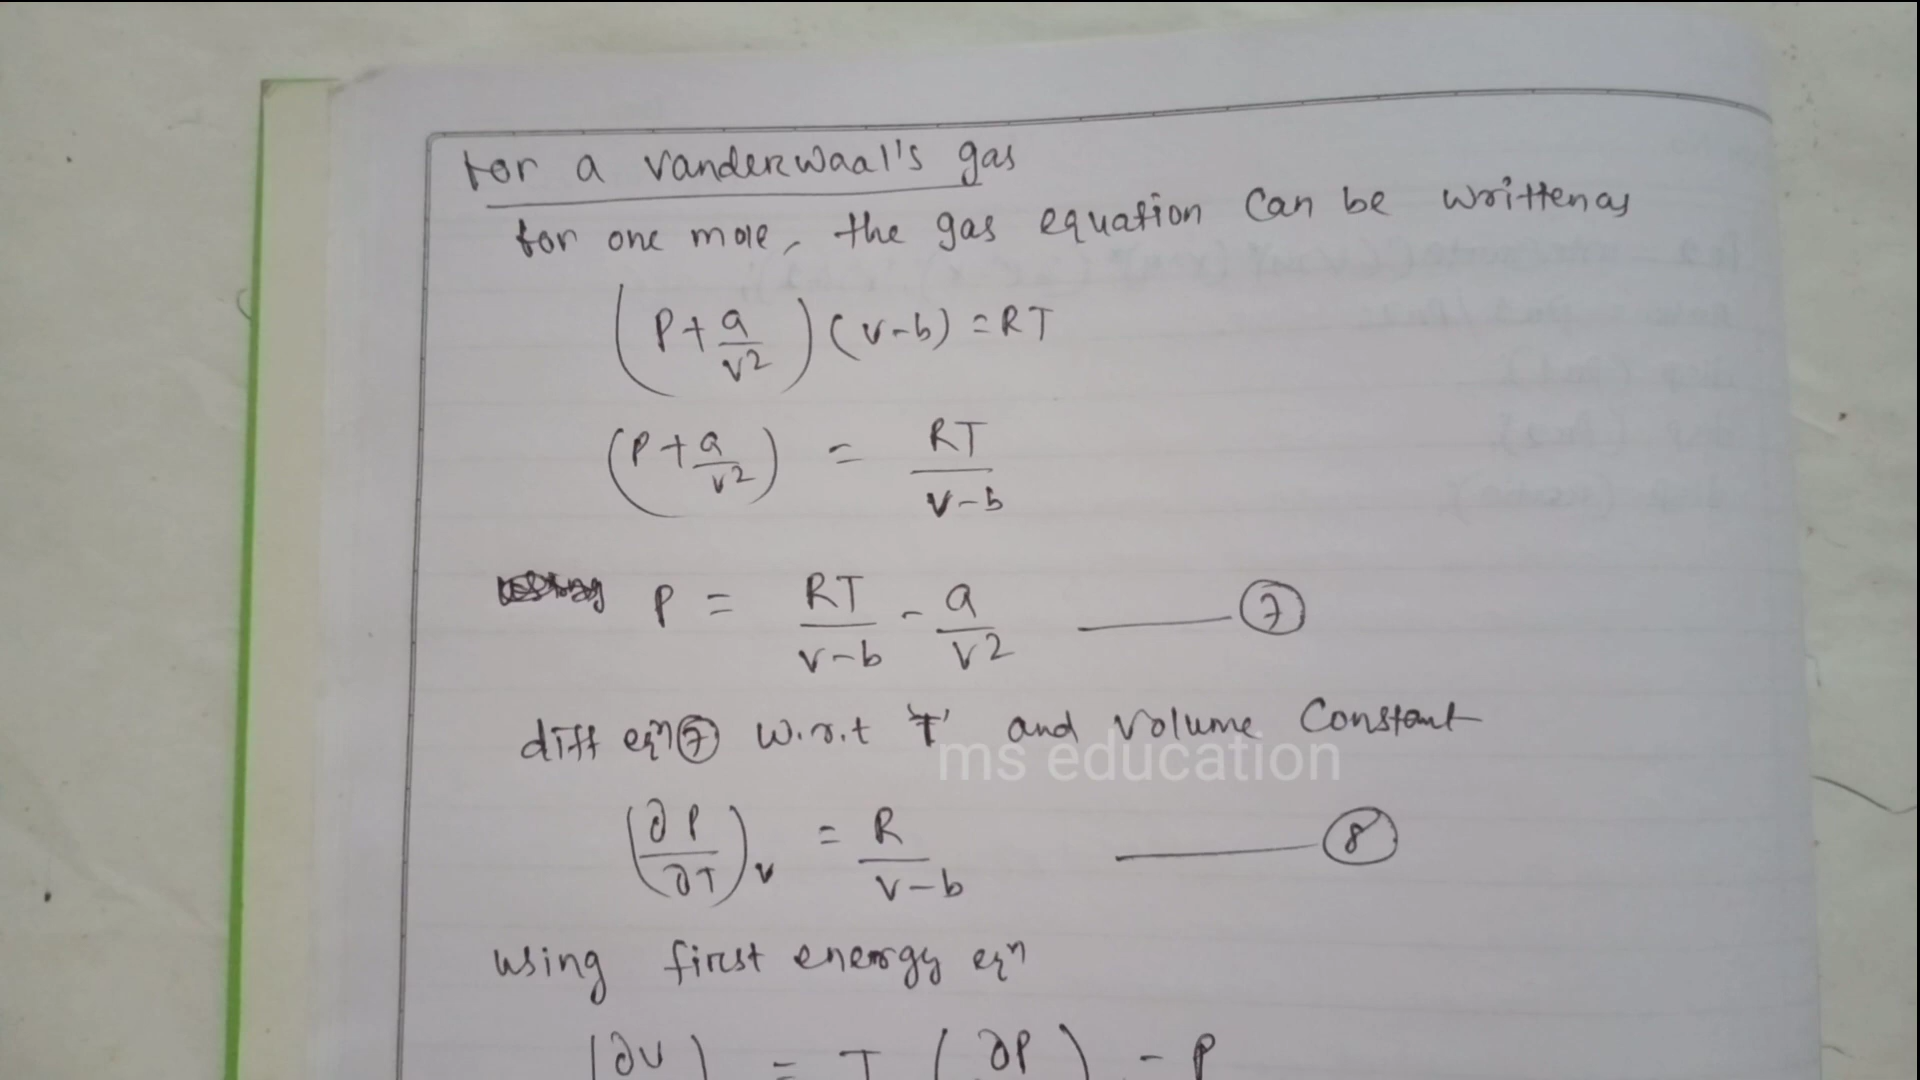 for a vanderwaal's gas
for one mole, the gas equation can be written as
(P + a/v2) (v-b) = RT
(P + a/v2) = RT/v-b
P = RT/v-b - a/v2 —— 7
diff eqn 7 w.r.t 'T' and volume constant
ms education
(∂P/∂T)v = R/v-b —— 8
using first energy eqn
(∂U) = T (∂P) - P